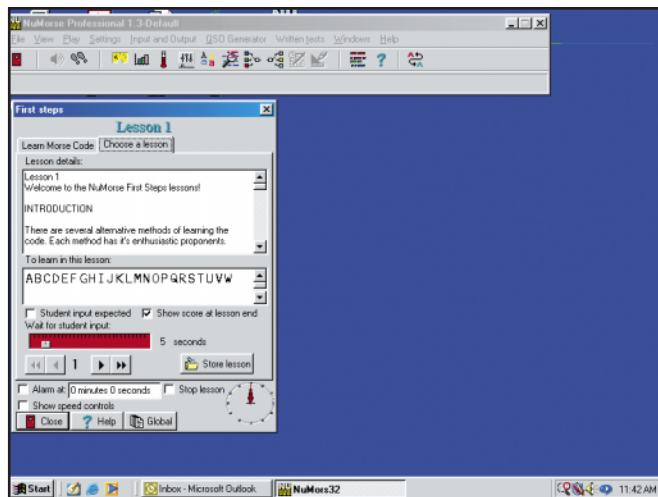 NuMorse Professional 1.3-Default
File View Play Settings Input and Output QSO Generator Written tests Windows Help
First steps
Lesson 1
Learn Morse Code Choose a lesson
Lesson details:
Lesson 1
Welcome to the NuMorse First Steps lessons!
INTRODUCTION
There are several alternative methods of learning the
code. Each method has it's enthusiastic proponents.
To learn in this lesson:
ABCDEFGHIJKLMNOPQRSTUVW
Student input expected Show score at lesson end
Wait for student input:
5 seconds
1 Store lesson
Alarm at: 0 minutes 0 seconds Stop lesson
Show speed controls
Close Help Global
Start Inbox - Microsoft Outlook NuMors32 11:42 AM